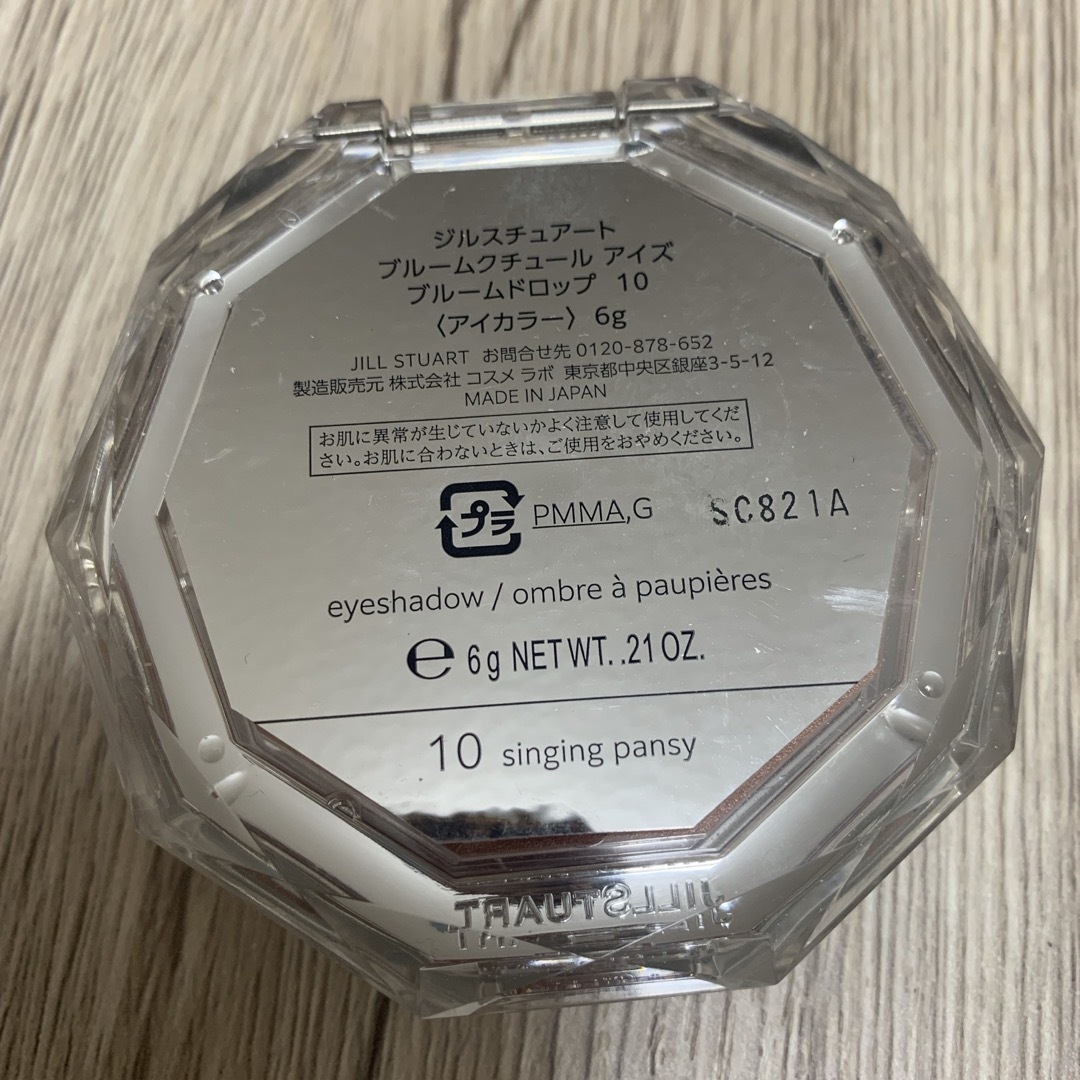 ジルスチュアート
ブルームクチュール アイズ
ブルームドロップ 10
〈アイカラー〉 6g
JILL STUART お問合せ先 0120-878-652
製造販売元 株式会社 コスメ ラボ 東京都中央区銀座3-5-12
MADE IN JAPAN
お肌に異常が生じていないかよく注意して使用してくだ
さい。お肌に合わないときは、ご使用をおやめください。
プラ PMMA,G SC821A
eyeshadow / ombre à paupières
℮ 6g NET WT. .21 OZ.
10 singing pansy
JILLSTUART